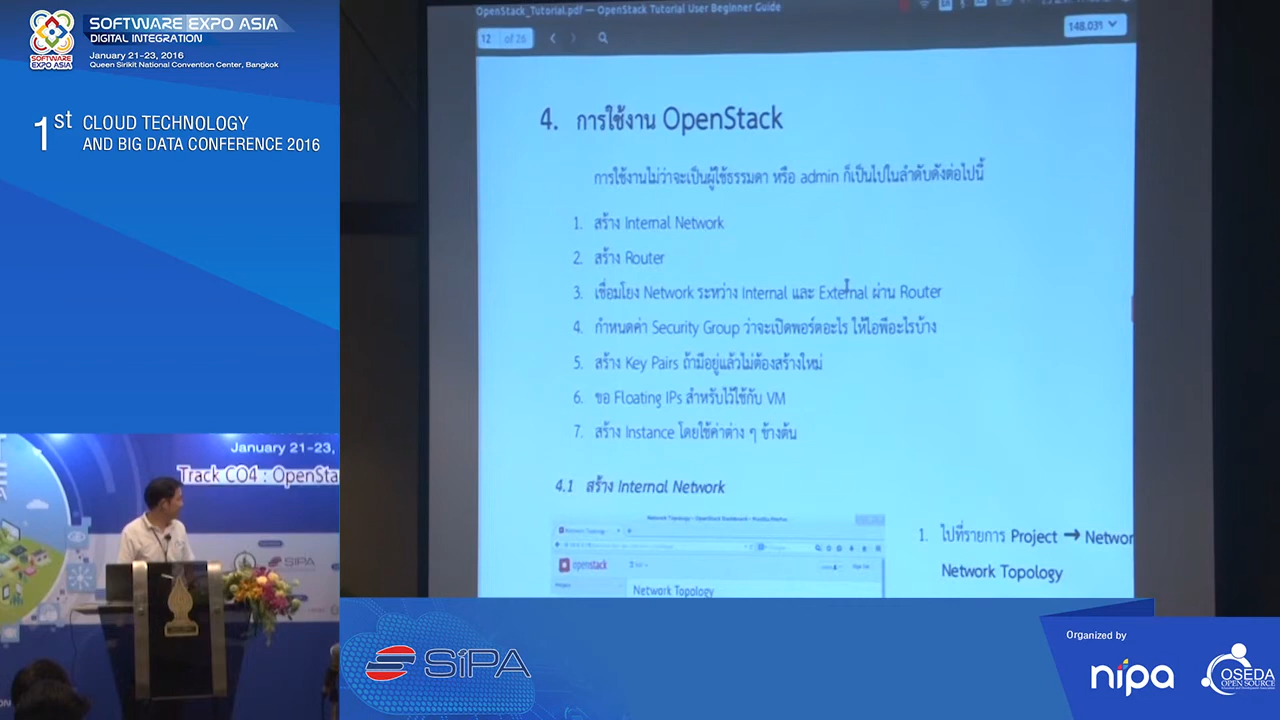 SOFTWARE EXPO ASIA
DIGITAL INTEGRATION
January 21-23, 2016
Queen Sirikit National Convention Center, Bangkok
SOFTWARE
EXPO ASIA
1st CLOUD TECHNOLOGY
AND BIG DATA CONFERENCE 2016
OpenStack_Tutorial.pdf — OpenStack Tutorial User Beginner Guide
12 of 26
148.03%
4. การใช้งาน OpenStack
การใช้งานไม่ว่าจะเป็นผู้ใช้ธรรมดา หรือ admin ก็เป็นไปในลำดับดังต่อไปนี้
1. สร้าง Internal Network
2. สร้าง Router
3. เชื่อมโยง Network ระหว่าง Internal และ External ผ่าน Router
4. กำหนดค่า Security Group ว่าจะเปิดพอร์ตอะไร ให้ไอพีอะไรบ้าง
5. สร้าง Key Pairs ถ้ามีอยู่แล้วไม่ต้องสร้างใหม่
6. ขอ Floating IPs สำหรับไว้ใช้กับ VM
7. สร้าง Instance โดยใช้ค่าต่าง ๆ ข้างต้น
4.1 สร้าง Internal Network
Network Topology - OpenStack Dashboard - Mozilla Firefox
openstack
Network Topology
1. ไปที่รายการ Project → Networ
Network Topology
January 21-23,
Track CO4 : OpenSta
SIPA
SIPA
Organized by
nipa
OSEDA
OPEN SOURCE